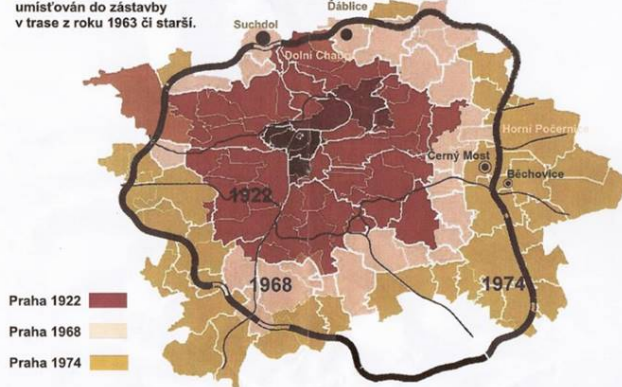 umísťován do zástavby
v trase z roku 1963 či starší.
Suchdol
Ďáblice
Dolní Chabry
Horní Počernice
Černý Most
Běchovice
1922
1968
1974
Praha 1922
Praha 1968
Praha 1974